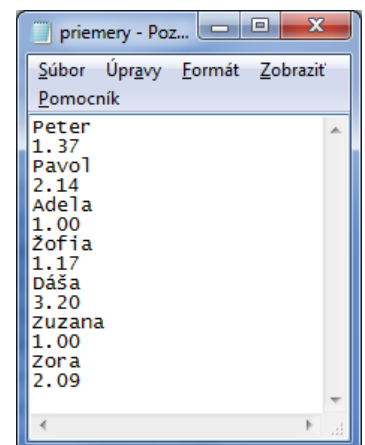 priemery - Poz...
Súbor Úpravy Formát Zobraziť
Pomocník
Peter
1.37
Pavol
2.14
Adela
1.00
Žofia
1.17
Dáša
3.20
Zuzana
1.00
Zora
2.09